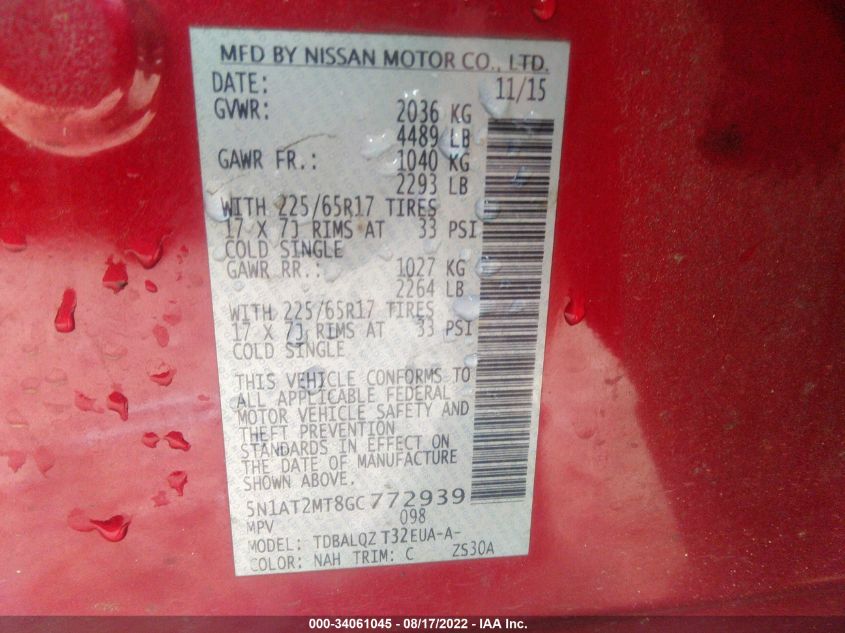 MFD BY NISSAN MOTOR CO., LTD.
DATE: 11/15
GVWR: 2036 KG
4489 LB
GAWR FR.: 1040 KG
2293 LB
WITH 225/65R17 TIRES
17 X 7J RIMS AT 33 PSI
COLD SINGLE
GAWR RR.: 1027 KG
2264 LB
WITH 225/65R17 TIRES
17 X 7J RIMS AT 33 PSI
COLD SINGLE
THIS VEHICLE CONFORMS TO
ALL APPLICABLE FEDERAL
MOTOR VEHICLE SAFETY AND
THEFT PREVENTION
STANDARDS IN EFFECT ON
THE DATE OF MANUFACTURE
SHOWN ABOVE.
5N1AT2MT8GC772939
MPV 098
MODEL: TDBALQZ T32EUA-A-
COLOR: NAH TRIM: C ZS30A
000-34061045 - 08/17/2022 - IAA Inc.